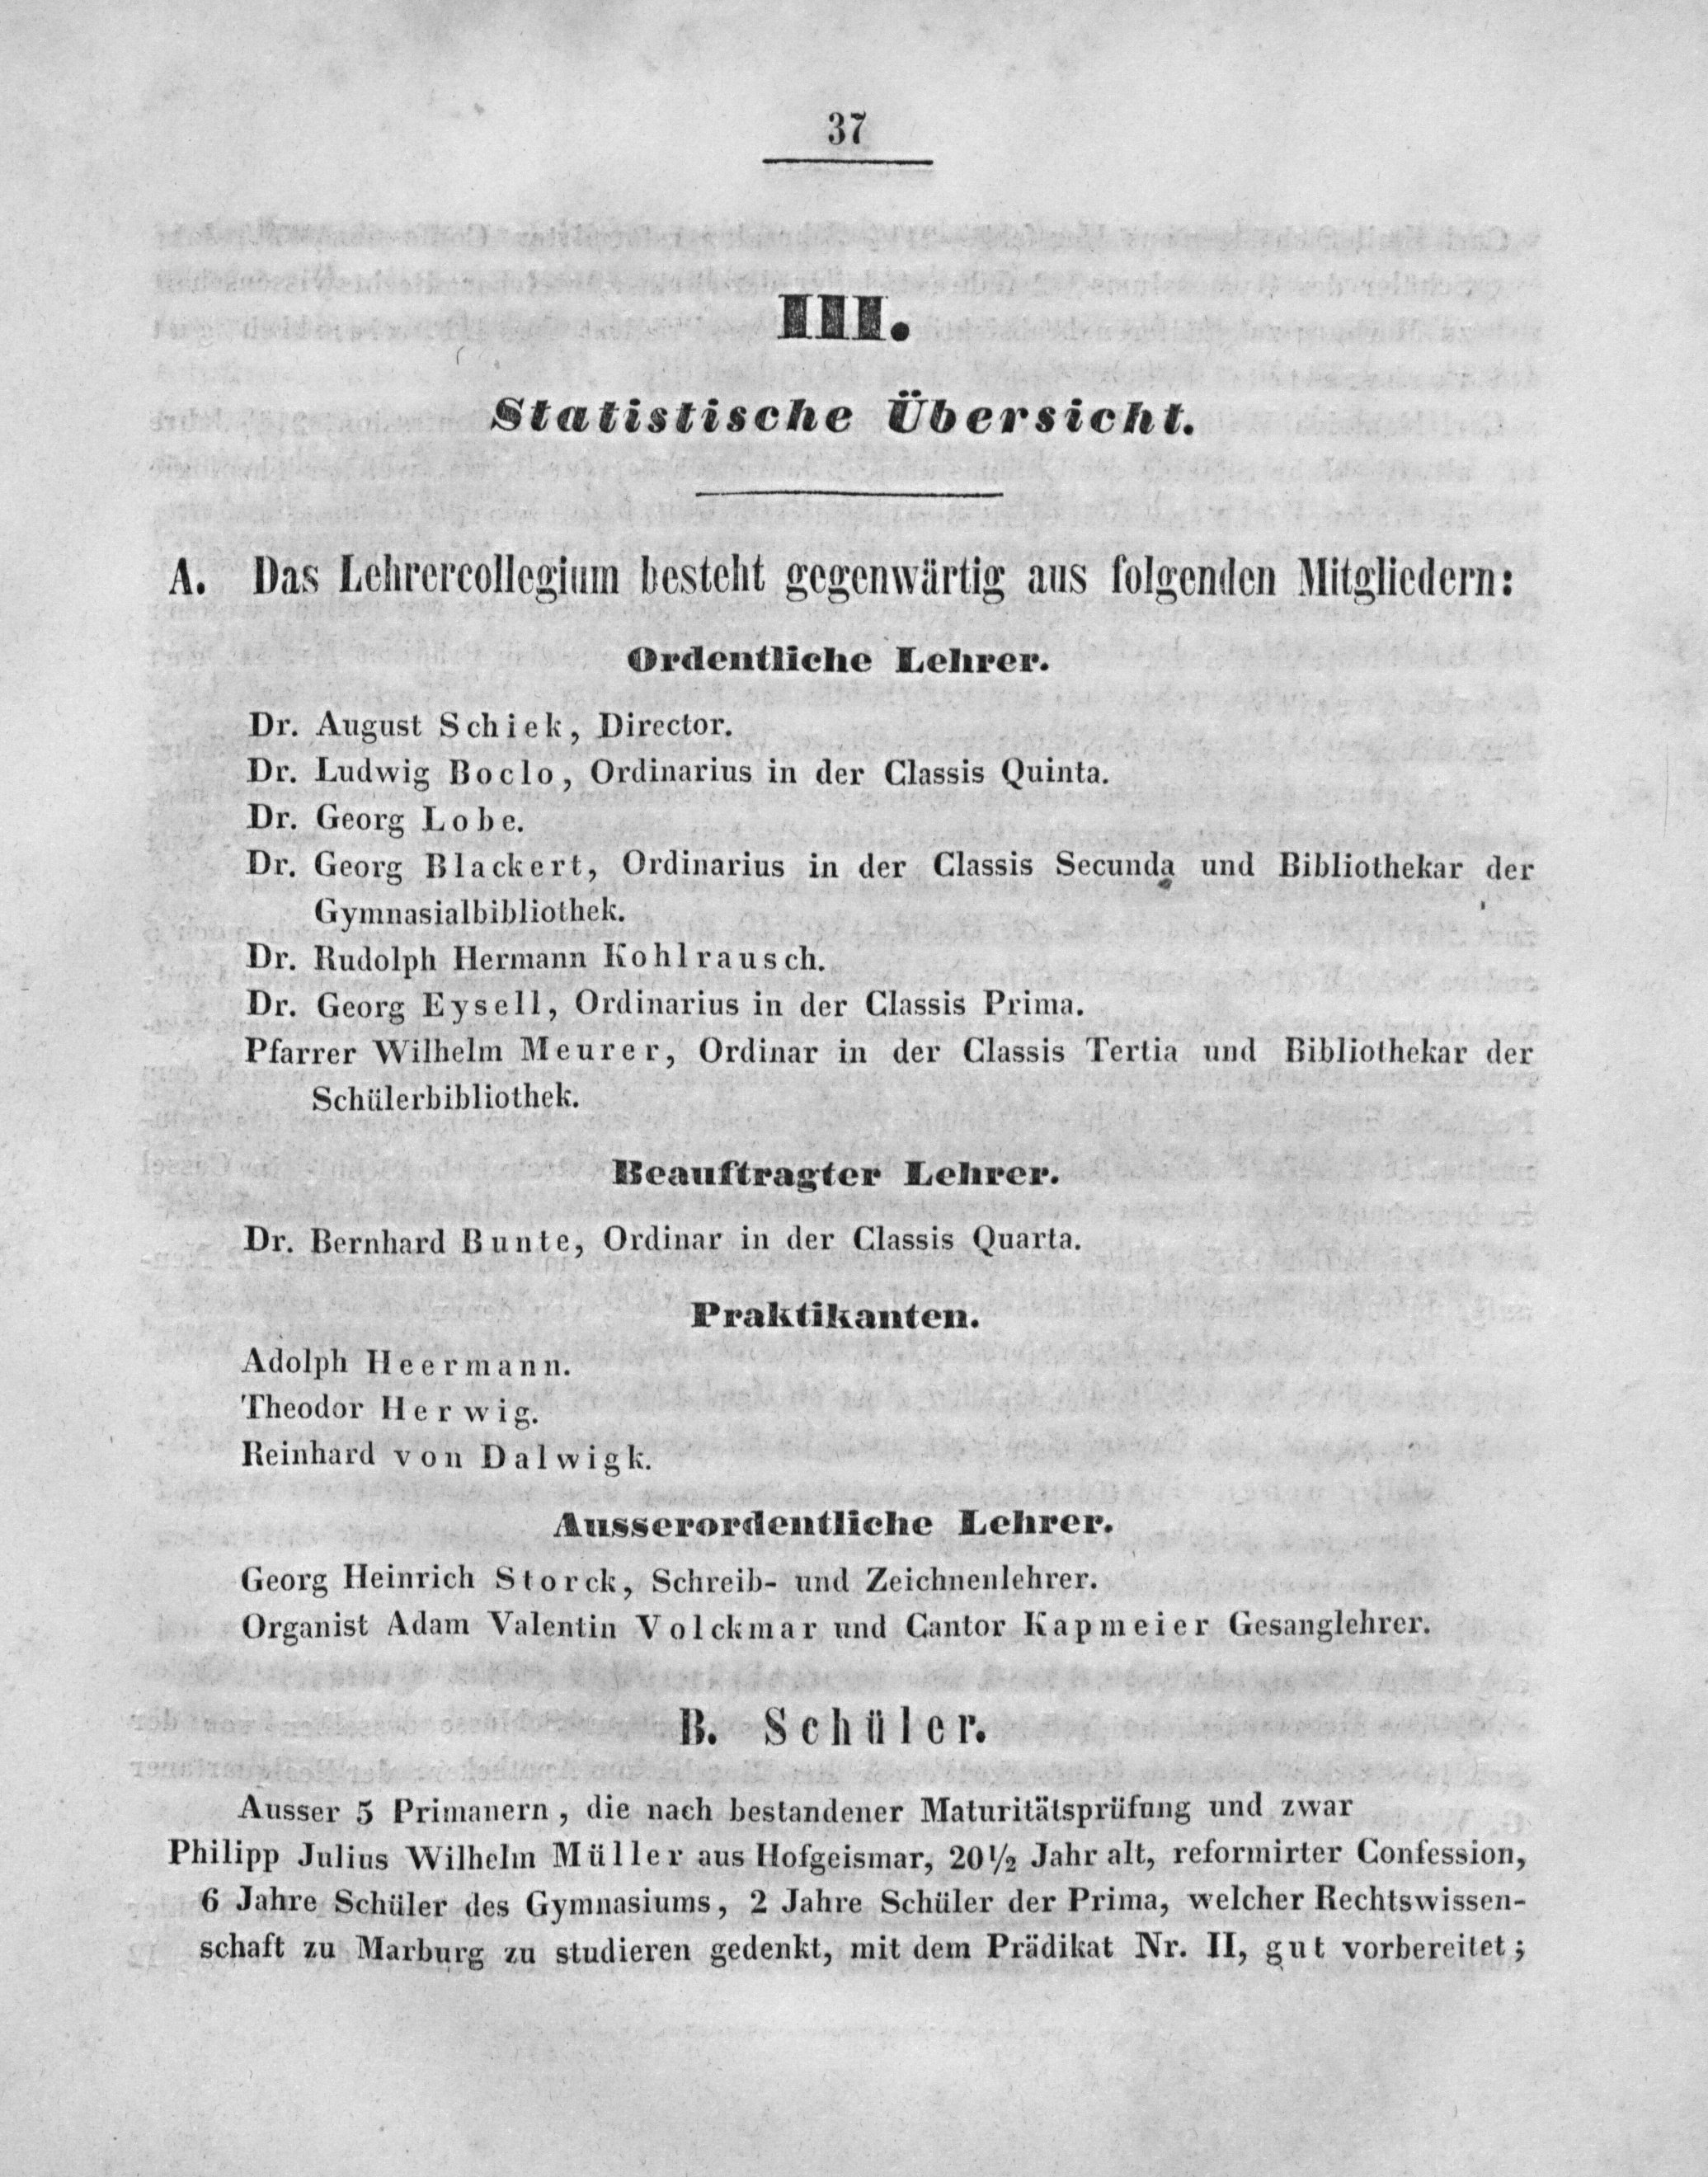 37
III.
Statistische Übersicht.
A. Das Lehrercollegium besteht gegenwärtig aus folgenden Mitgliedern:
Ordentliche Lehrer.
Dr. August Schiek, Director.
Dr. Ludwig Boclo, Ordinarius in der Classis Quinta.
Dr. Georg Lobe.
Dr. Georg Blackert, Ordinarius in der Classis Secunda und Bibliothekar der
Gymnasialbibliothek.
Dr. Rudolph Hermann Kohlrausch.
Dr. Georg Eysell, Ordinarius in der Classis Prima.
Pfarrer Wilhelm Meurer, Ordinar in der Classis Tertia und Bibliothekar der
Schülerbibliothek.
Beauftragter Lehrer.
Dr. Bernhard Bunte, Ordinar in der Classis Quarta.
Praktikanten.
Adolph Heermann.
Theodor Herwig.
Reinhard von Dalwigk.
Ausserordentliche Lehrer.
Georg Heinrich Storck, Schreib- und Zeichnenlehrer.
Organist Adam Valentin Volckmar und Cantor Kapmeier Gesanglehrer.
B. Schüler.
Ausser 5 Primanern, die nach bestandener Maturitätsprüfung und zwar
Philipp Julius Wilhelm Müller aus Hofgeismar, 20½ Jahr alt, reformirter Confession,
6 Jahre Schüler des Gymnasiums, 2 Jahre Schüler der Prima, welcher Rechtswissen-
schaft zu Marburg zu studieren gedenkt, mit dem Prädikat Nr. II, gut vorbereitet;